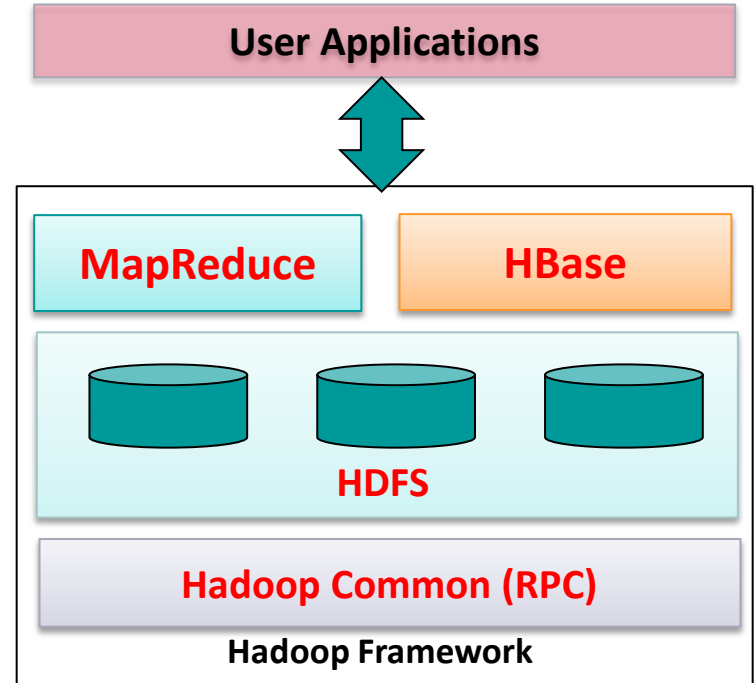 User Applications
MapReduce
HBase
HDFS
Hadoop Common (RPC)
Hadoop Framework